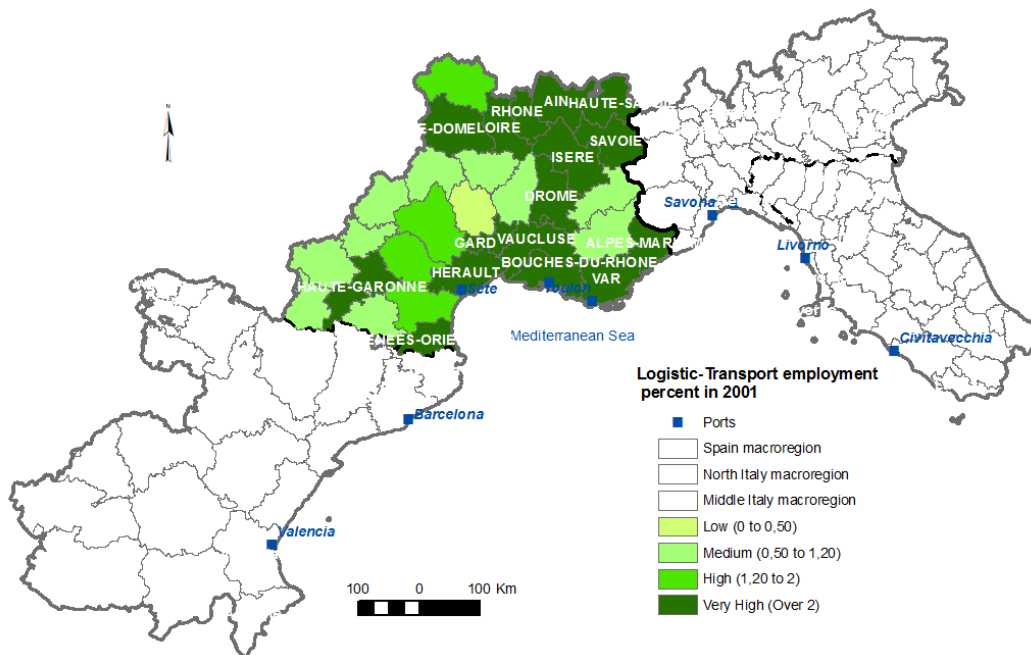 N
RHONE
AIN
HAUTE-SA
E-DOME
LOIRE
SAVOIE
ISERE
DROME
Savona
GARD
VAUCLUSE
ALPES-MAR
Livorno
BOUCHES-DU-RHONE
HERAULT
VAR
HAUTE-GARONNE
Sete
Toulon
Mediterranean Sea
Civitavecchia
EES-ORIE
Logistic-Transport employment
percent in 2001
Barcelona
Ports
Spain macroregion
North Italy macroregion
Middle Italy macroregion
Valencia
Low (0 to 0,50)
Medium (0,50 to 1,20)
High (1,20 to 2)
100 0 100 Km
Very High (Over 2)